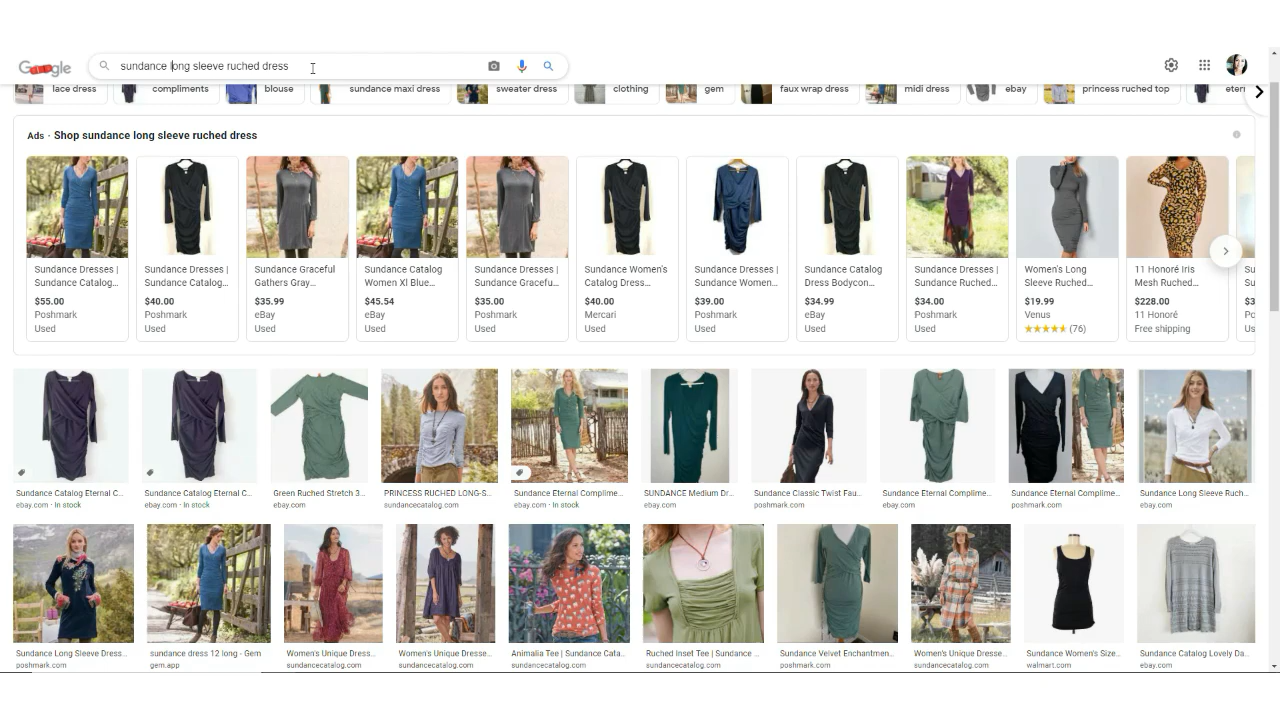 Google
sundance long sleeve ruched dress
lace dress
compliments
blouse
sundance maxi dress
sweater dress
clothing
gem
faux wrap dress
midi dress
ebay
princess ruched top
Ads · Shop sundance long sleeve ruched dress
Sundance Dresses |
Sundance Catalog...
$55.00
Poshmark
Used
Sundance Dresses |
Sundance Catalog...
$40.00
Poshmark
Used
Sundance Graceful
Gathers Gray...
$35.99
eBay
Used
Sundance Catalog
Women Xl Blue...
$45.54
eBay
Used
Sundance Dresses |
Sundance Gracefu...
$35.00
Poshmark
Used
Sundance Women's
Catalog Dress...
$40.00
Mercari
Used
Sundance Dresses |
Sundance Women...
$39.00
Poshmark
Used
Sundance Catalog
Dress Bodycon...
$34.99
eBay
Used
Sundance Dresses |
Sundance Ruched...
$34.00
Poshmark
Used
Women's Long
Sleeve Ruched...
$19.99
Venus
(76)
11 Honoré Iris
Mesh Ruched...
$228.00
11 Honoré
Free shipping
Sundance Catalog Eternal C...
ebay.com · In stock
Sundance Catalog Eternal C...
ebay.com · In stock
Green Ruched Stretch 3...
ebay.com
PRINCESS RUCHED LONG-S...
sundancecatalog.com
Sundance Eternal Complime...
ebay.com · In stock
SUNDANCE Medium Dr...
ebay.com
Sundance Classic Twist Fau...
poshmark.com
Sundance Eternal Complime...
ebay.com
Sundance Eternal Complime...
poshmark.com
Sundance Long Sleeve Ruch...
ebay.com
Sundance Long Sleeve Dress...
poshmark.com
sundance dress 12 long - Gem
gem.app
Women's Unique Dress...
sundancecatalog.com
Women's Unique Dresse...
sundancecatalog.com
Animalia Tee | Sundance Cata...
sundancecatalog.com
Ruched Inset Tee | Sundance ...
sundancecatalog.com
Sundance Velvet Enchantmen...
poshmark.com
Women's Unique Dresse...
sundancecatalog.com
Sundance Women's Size...
walmart.com
Sundance Catalog Lovely Da...
ebay.com